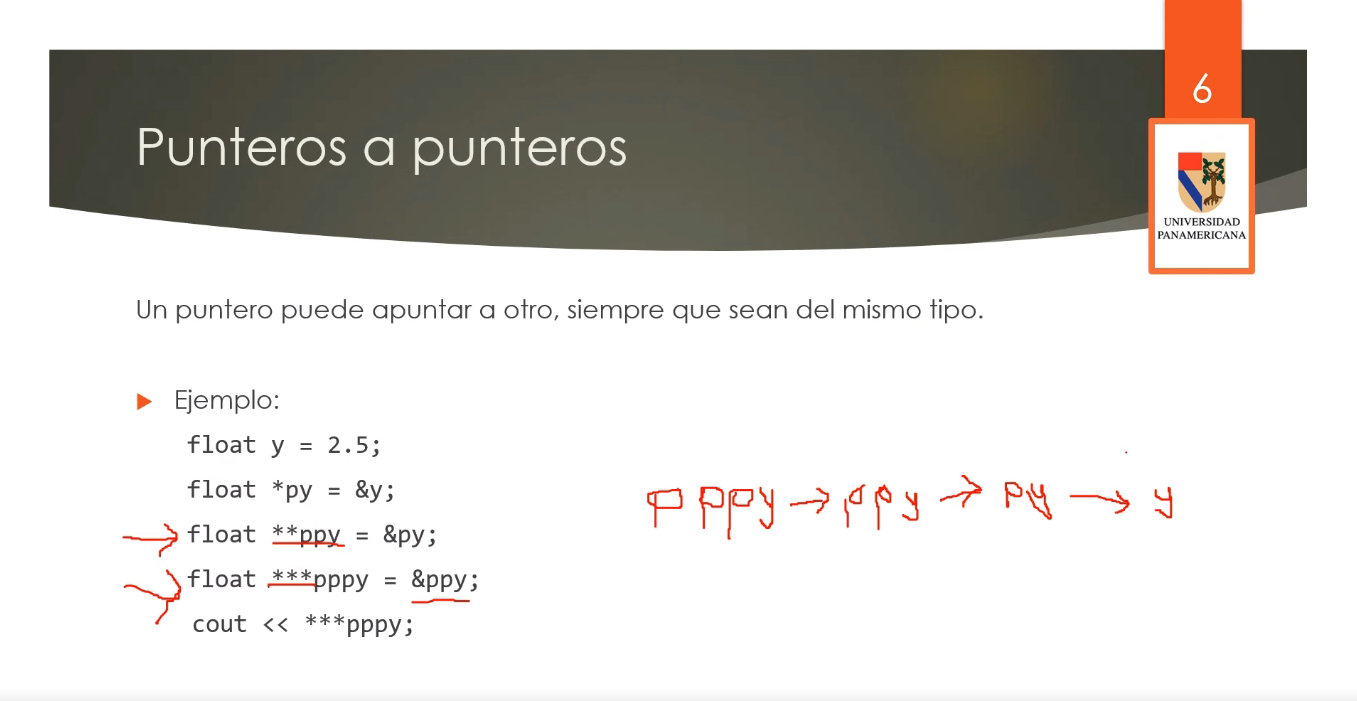 6
Punteros a punteros
UNIVERSIDAD
PANAMERICANA
Un puntero puede apuntar a otro, siempre que sean del mismo tipo.
Ejemplo:
float y = 2.5;
float *py = &y;
float **ppy = &py;
float ***pppy = &ppy;
cout << ***pppy;
pppy → ppy → py → y